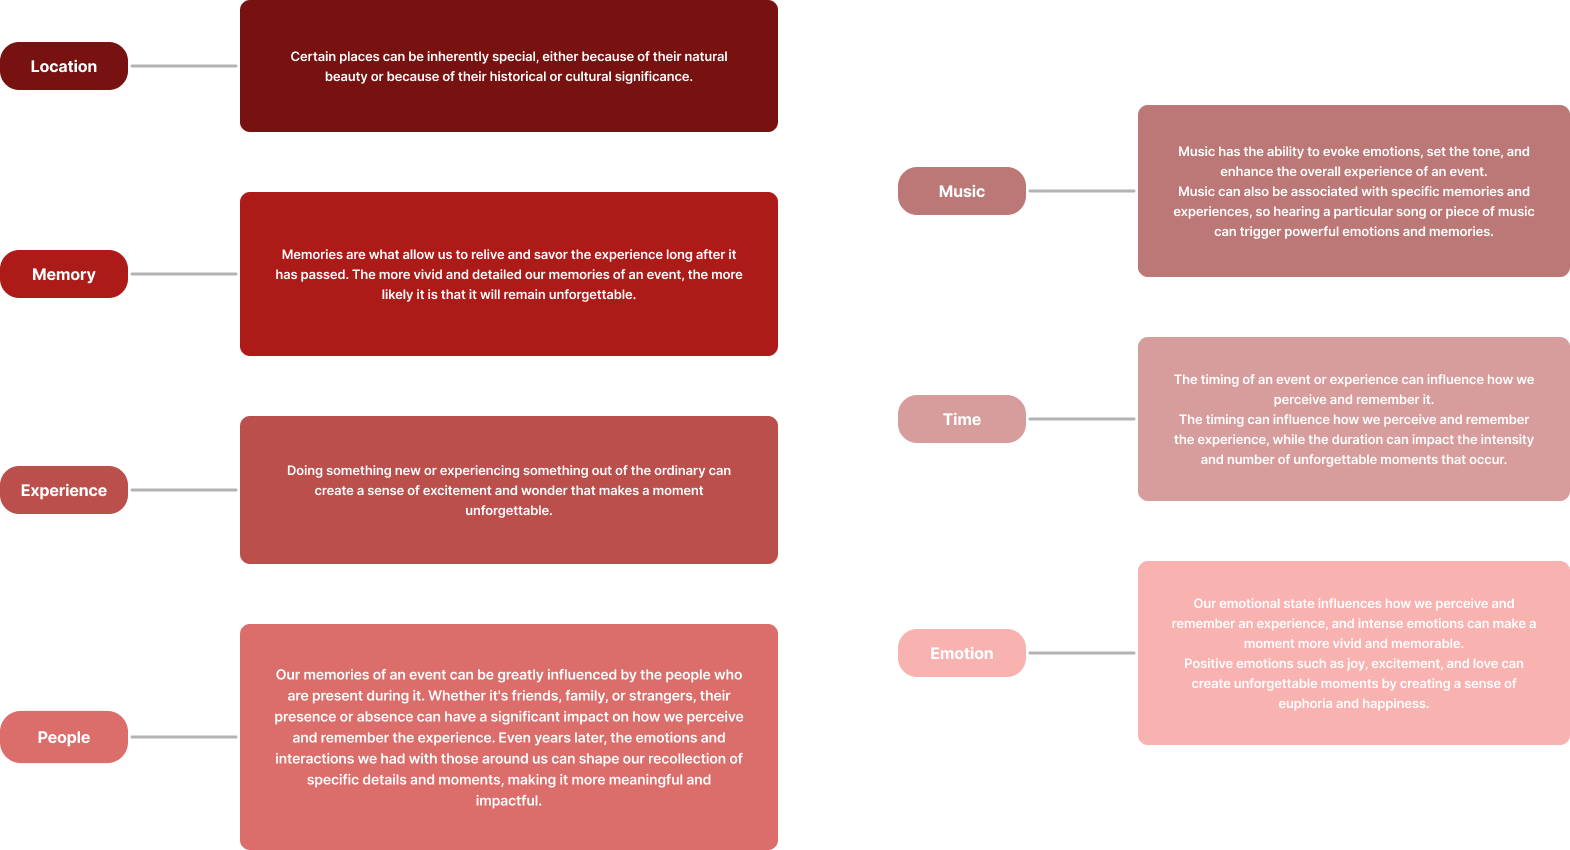 Location
Certain places can be inherently special, either because of their natural
beauty or because of their historical or cultural significance.
Memory
Memories are what allow us to relive and savor the experience long after it
has passed. The more vivid and detailed our memories of an event, the more
likely it is that it will remain unforgettable.
Experience
Doing something new or experiencing something out of the ordinary can
create a sense of excitement and wonder that makes a moment
unforgettable.
People
Our memories of an event can be greatly influenced by the people who
are present during it. Whether it's friends, family, or strangers, their
presence or absence can have a significant impact on how we perceive
and remember the experience. Even years later, the emotions and
interactions we had with those around us can shape our recollection of
specific details and moments, making it more meaningful and
impactful.
Music
Music has the ability to evoke emotions, set the tone, and
enhance the overall experience of an event.
Music can also be associated with specific memories and
experiences, so hearing a particular song or piece of music
can trigger powerful emotions and memories.
Time
The timing of an event or experience can influence how we
perceive and remember it.
The timing can influence how we perceive and remember
the experience, while the duration can impact the intensity
and number of unforgettable moments that occur.
Emotion
Our emotional state influences how we perceive and
remember an experience, and intense emotions can make a
moment more vivid and memorable.
Positive emotions such as joy, excitement, and love can
create unforgettable moments by creating a sense of
euphoria and happiness.